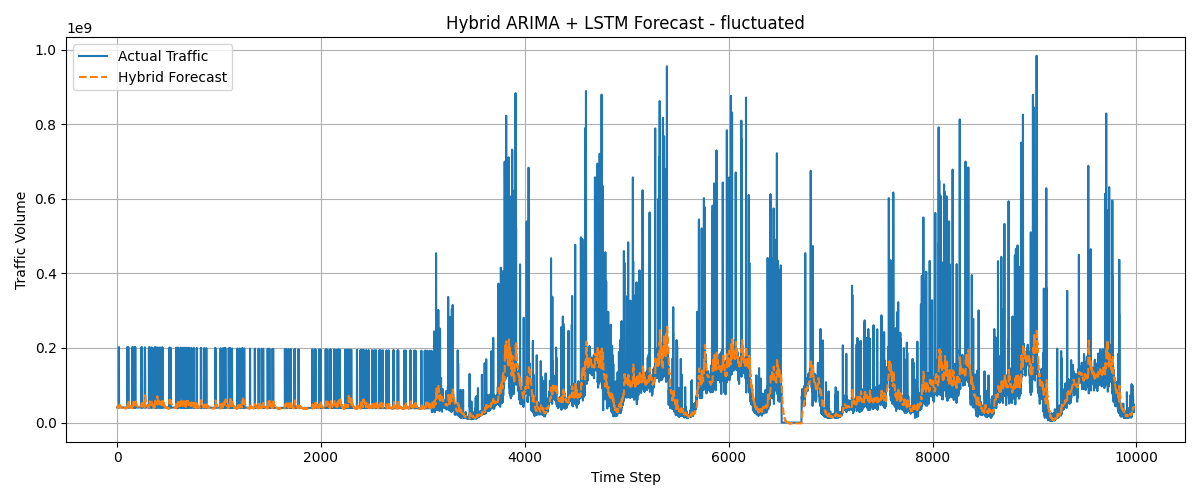 Hybrid ARIMA + LSTM Forecast - fluctuated
1e9
Actual Traffic
Hybrid Forecast
1.0
0.8
0.6
0.4
0.2
0.0
Traffic Volume
0 2000 4000 6000 8000 10000
Time Step